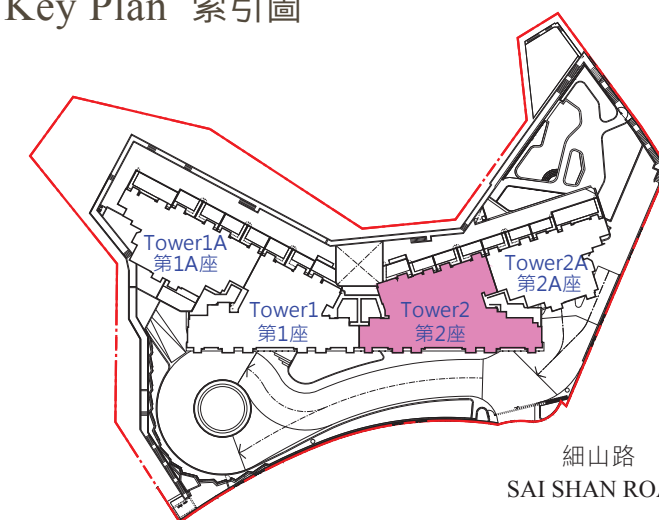 Key Plan 索引圖
Tower1A
第1A座
Tower1
第1座
Tower2
第2座
Tower2A
第2A座
細山路
SAI SHAN ROA